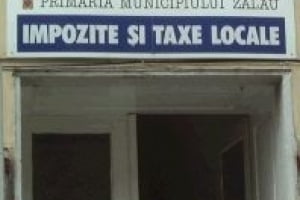 PRIMĂRIA MUNICIPIULUI ZALĂU
IMPOZITE ȘI TAXE LOCALE